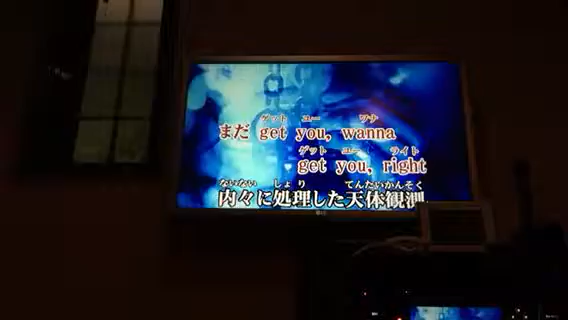 ゲット ユー ワナ
まだ get you, wanna
ゲット ユー ライト
get you, right
ないない しょり てんたいかんそく
内々に処理した天体観測
LG